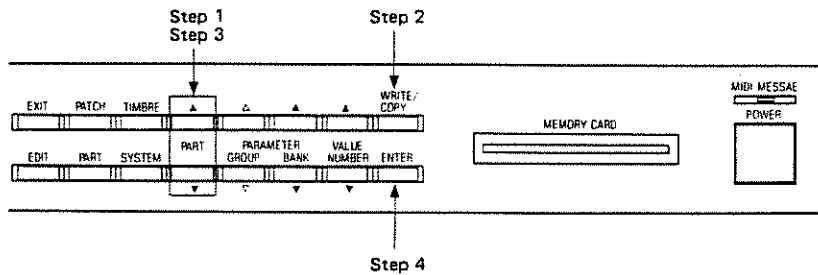 Step 1
Step 3
Step 2
EXIT PATCH TIMBRE WRITE/
COPY
MIDI MESSAE
POWER
MEMORY CARD
EDIT PART SYSTEM PART PARAMETER
GROUP BANK VALUE
NUMBER ENTER
Step 4